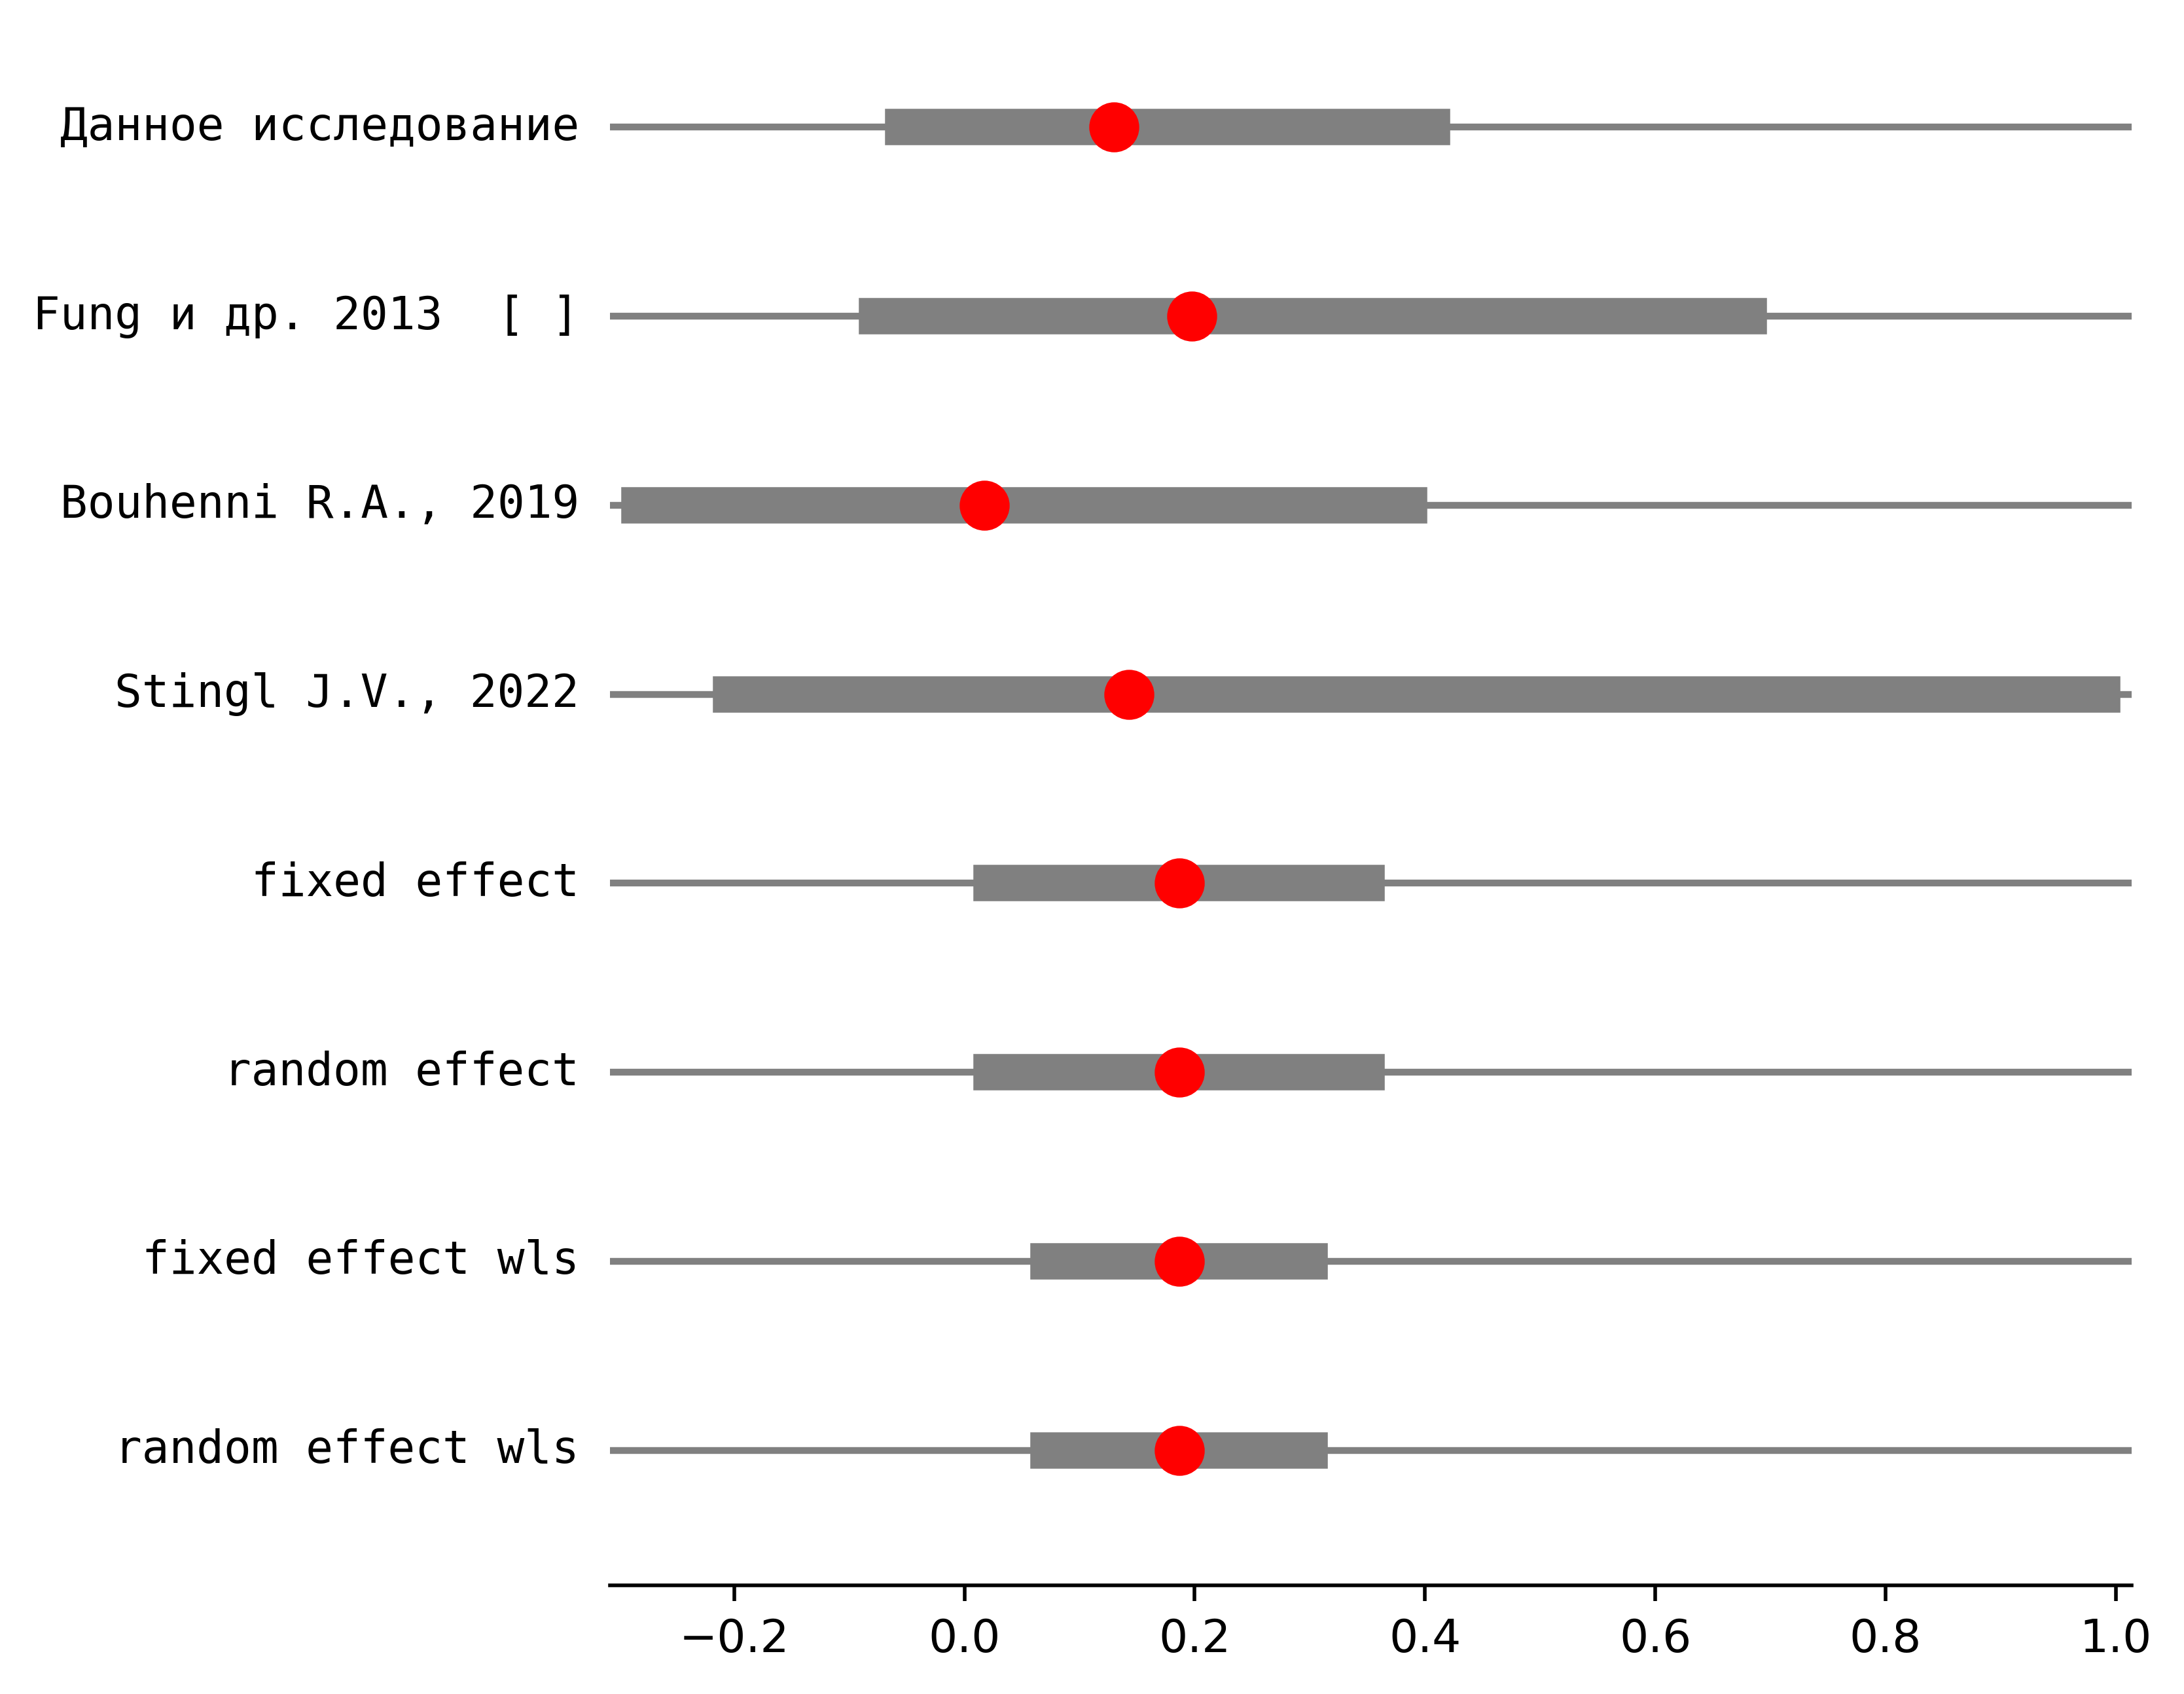 Данное исследование
Fung и др. 2013  [ ]
Bouhenni R.A., 2019
Stingl J.V., 2022
fixed effect
random effect
fixed effect wls
random effect wls
−0.2 0.0 0.2 0.4 0.6 0.8 1.0